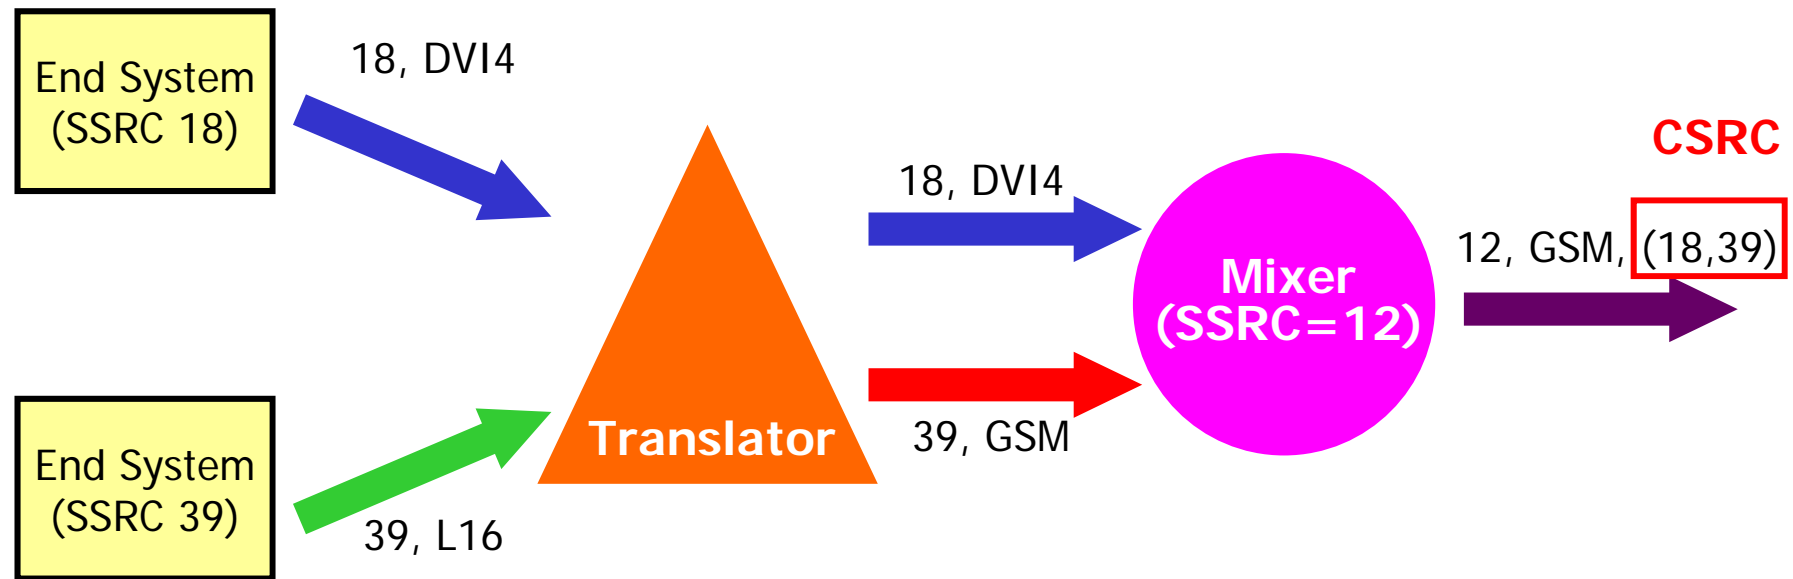 End System
(SSRC 18)
18, DVI4
End System
(SSRC 39)
39, L16
Translator
18, DVI4
39, GSM
Mixer
(SSRC=12)
CSRC
12, GSM, (18,39)